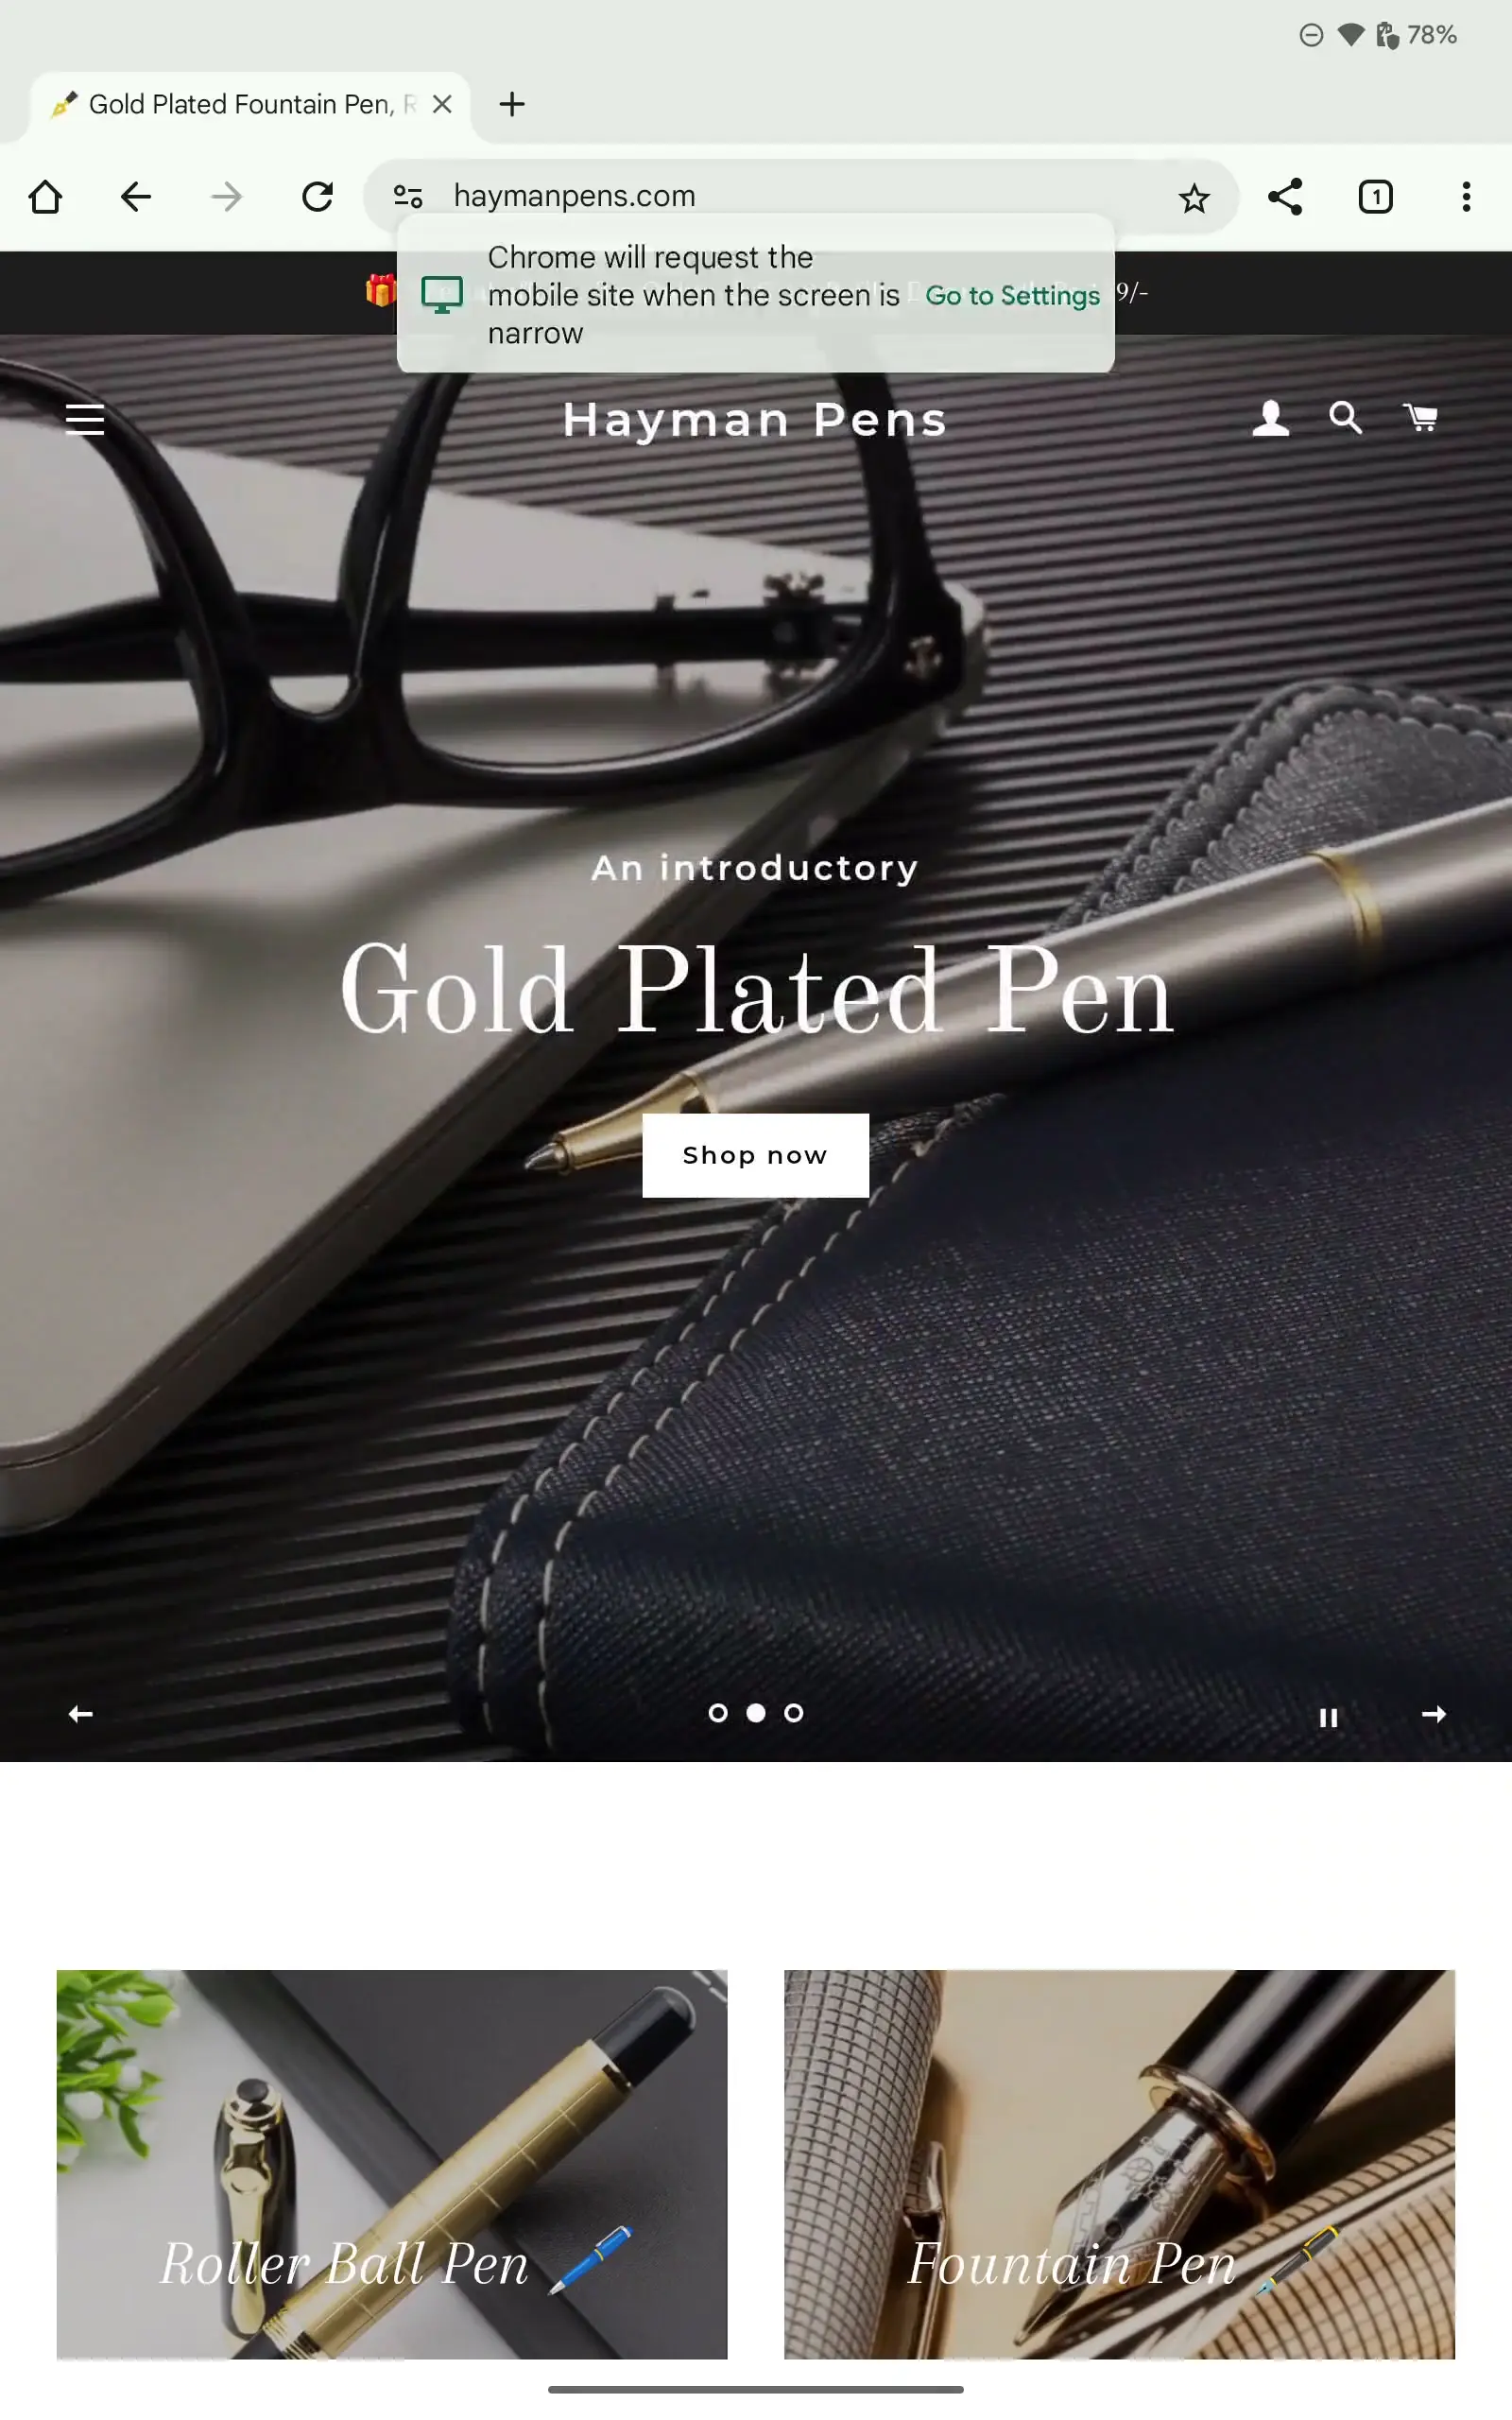 78%
Gold Plated Fountain Pen,
haymanpens.com
1
Chrome will request the
mobile site when the screen is
narrow
Go to Settings
9/-
Hayman Pens
An introductory
Gold Plated Pen
Shop now
Roller Ball Pen
Fountain Pen